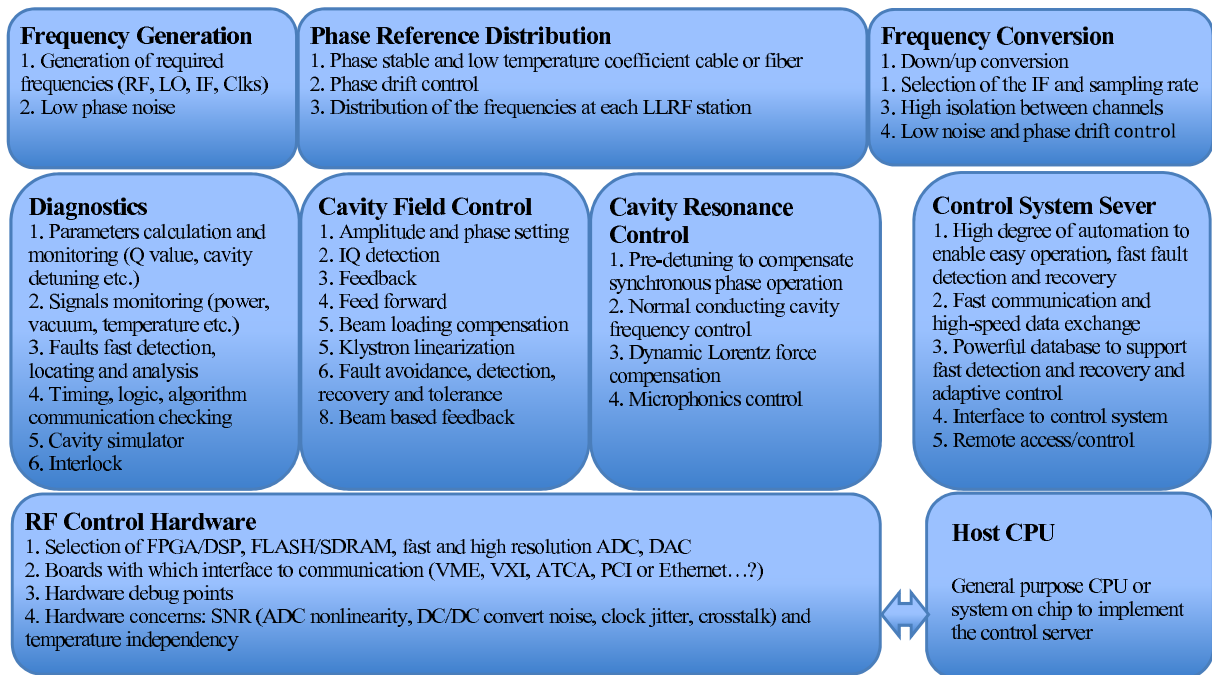 Frequency Generation
1. Generation of required
frequencies (RF, LO, IF, Clks)
2. Low phase noise
Phase Reference Distribution
1. Phase stable and low temperature coefficient cable or fiber
2. Phase drift control
3. Distribution of the frequencies at each LLRF station
Frequency Conversion
1. Down/up conversion
1. Selection of the IF and sampling rate
3. High isolation between channels
4. Low noise and phase drift control
Diagnostics
1. Parameters calculation and
monitoring (Q value, cavity
detuning etc.)
2. Signals monitoring (power,
vacuum, temperature etc.)
3. Faults fast detection,
locating and analysis
4. Timing, logic, algorithm
communication checking
5. Cavity simulator
6. Interlock
Cavity Field Control
1. Amplitude and phase setting
2. IQ detection
3. Feedback
4. Feed forward
5. Beam loading compensation
5. Klystron linearization
6. Fault avoidance, detection,
recovery and tolerance
8. Beam based feedback
Cavity Resonance
Control
1. Pre-detuning to compensate
synchronous phase operation
2. Normal conducting cavity
frequency control
3. Dynamic Lorentz force
compensation
4. Microphonics control
Control System Sever
1. High degree of automation to
enable easy operation, fast fault
detection and recovery
2. Fast communication and
high-speed data exchange
3. Powerful database to support
fast detection and recovery and
adaptive control
4. Interface to control system
5. Remote access/control
RF Control Hardware
1. Selection of FPGA/DSP, FLASH/SDRAM, fast and high resolution ADC, DAC
2. Boards with which interface to communication (VME, VXI, ATCA, PCI or Ethernet…?)
3. Hardware debug points
4. Hardware concerns: SNR (ADC nonlinearity, DC/DC convert noise, clock jitter, crosstalk) and
temperature independency
Host CPU
General purpose CPU or
system on chip to implement
the control server